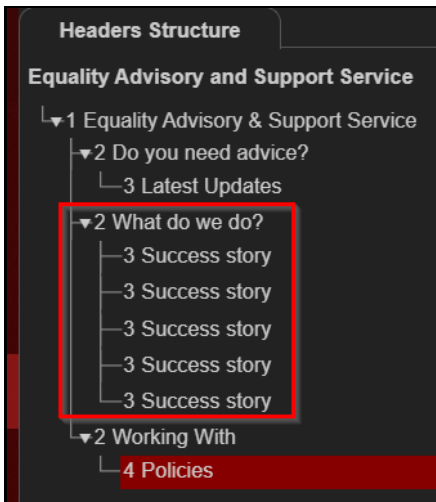 Headers Structure
Equality Advisory and Support Service
1 Equality Advisory & Support Service
2 Do you need advice?
3 Latest Updates
2 What do we do?
3 Success story
3 Success story
3 Success story
3 Success story
3 Success story
2 Working With
4 Policies